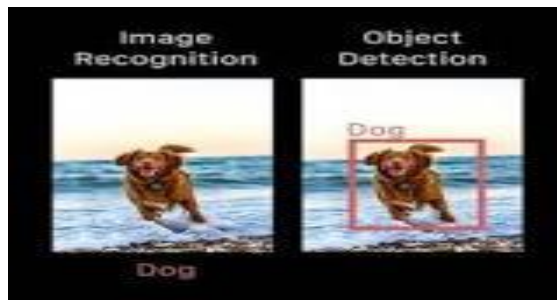 Image
Recognition
Dog
Object
Detection
Dog